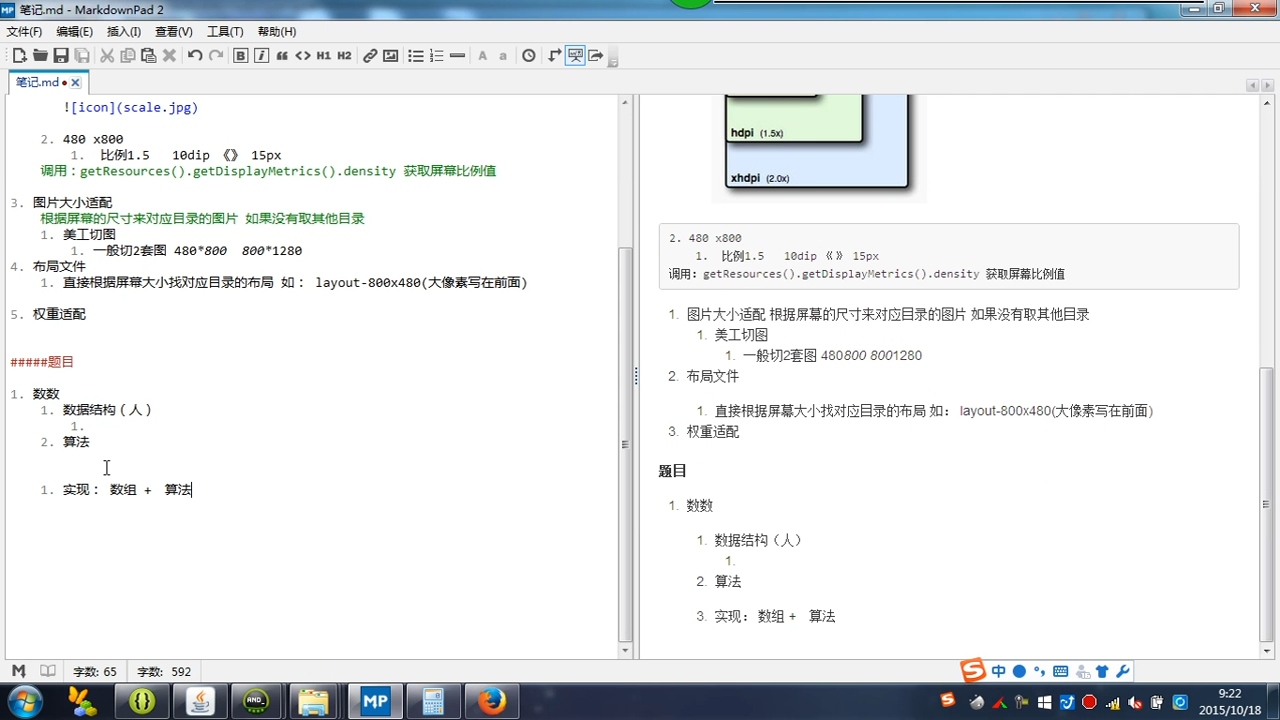 笔记.md - MarkdownPad 2
文件(F) 编辑(E) 插入(I) 查看(V) 工具(T) 帮助(H)
B i H1 H2 A a
笔记.md
![icon](scale.jpg)
2. 480 x800
1. 比例1.5 10dip 《》 15px
调用：getResources().getDisplayMetrics().density 获取屏幕比例值
3. 图片大小适配
根据屏幕的尺寸来对应目录的图片 如果没有取其他目录
1. 美工切图
1. 一般切2套图 480*800 800*1280
4. 布局文件
1. 直接根据屏幕大小找对应目录的布局 如： layout-800x480(大像素写在前面)
5. 权重适配
#####题目
1. 数数
1. 数据结构（人）
1.
2. 算法
1. 实现： 数组 + 算法
hdpi (1.5x)
xhdpi (2.0x)
2. 480 x800
1. 比例1.5 10dip 《》 15px
调用：getResources().getDisplayMetrics().density 获取屏幕比例值
1. 图片大小适配 根据屏幕的尺寸来对应目录的图片 如果没有取其他目录
1. 美工切图
1. 一般切2套图 480800 8001280
2. 布局文件
1. 直接根据屏幕大小找对应目录的布局 如： layout-800x480(大像素写在前面)
3. 权重适配
题目
1. 数数
1. 数据结构（人）
1.
2. 算法
3. 实现： 数组 + 算法
字数: 65 字数: 592
中
MP
9:22
2015/10/18